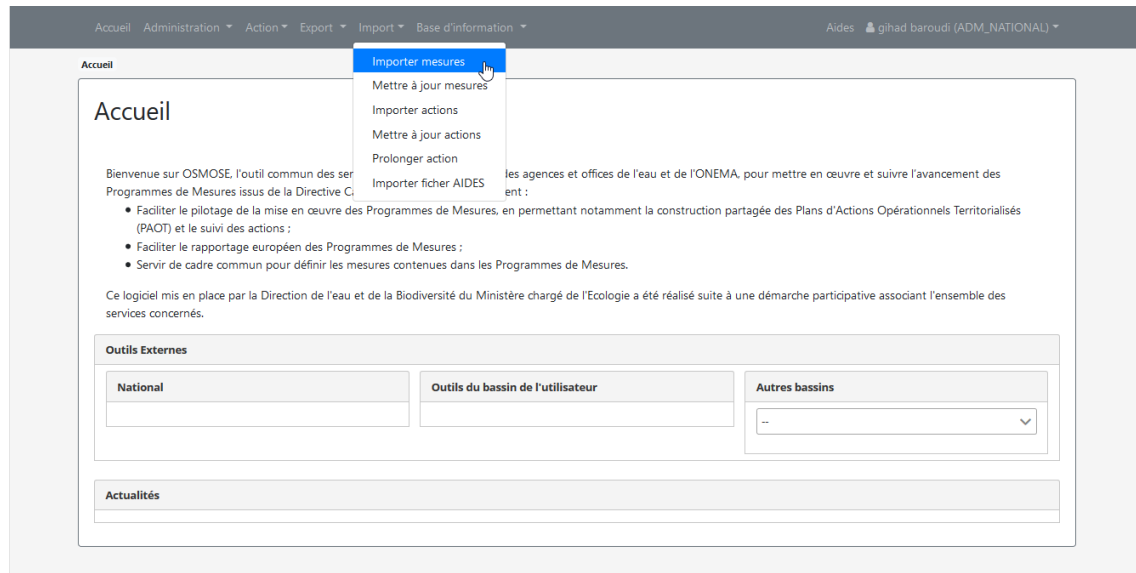 Accueil Administration Action Export Import Base d'information Aides gihad baroudi (ADM_NATIONAL)
Accueil
Importer mesures
Mettre à jour mesures
Importer actions
Mettre à jour actions
Prolonger action
Importer ficher AIDES
Accueil
Bienvenue sur OSMOSE, l'outil commun des ser des agences et offices de l'eau et de l'ONEMA, pour mettre en œuvre et suivre l'avancement des
Programmes de Mesures issus de la Directive C ent :
Faciliter le pilotage de la mise en œuvre des Programmes de Mesures, en permettant notamment la construction partagée des Plans d'Actions Opérationnels Territorialisés
(PAOT) et le suivi des actions ;
Faciliter le rapportage européen des Programmes de Mesures ;
Servir de cadre commun pour définir les mesures contenues dans les Programmes de Mesures.
Ce logiciel mis en place par la Direction de l'eau et de la Biodiversité du Ministère chargé de l'Ecologie a été réalisé suite à une démarche participative associant l'ensemble des
services concernés.
Outils Externes
National
Outils du bassin de l'utilisateur
Autres bassins
--
Actualités